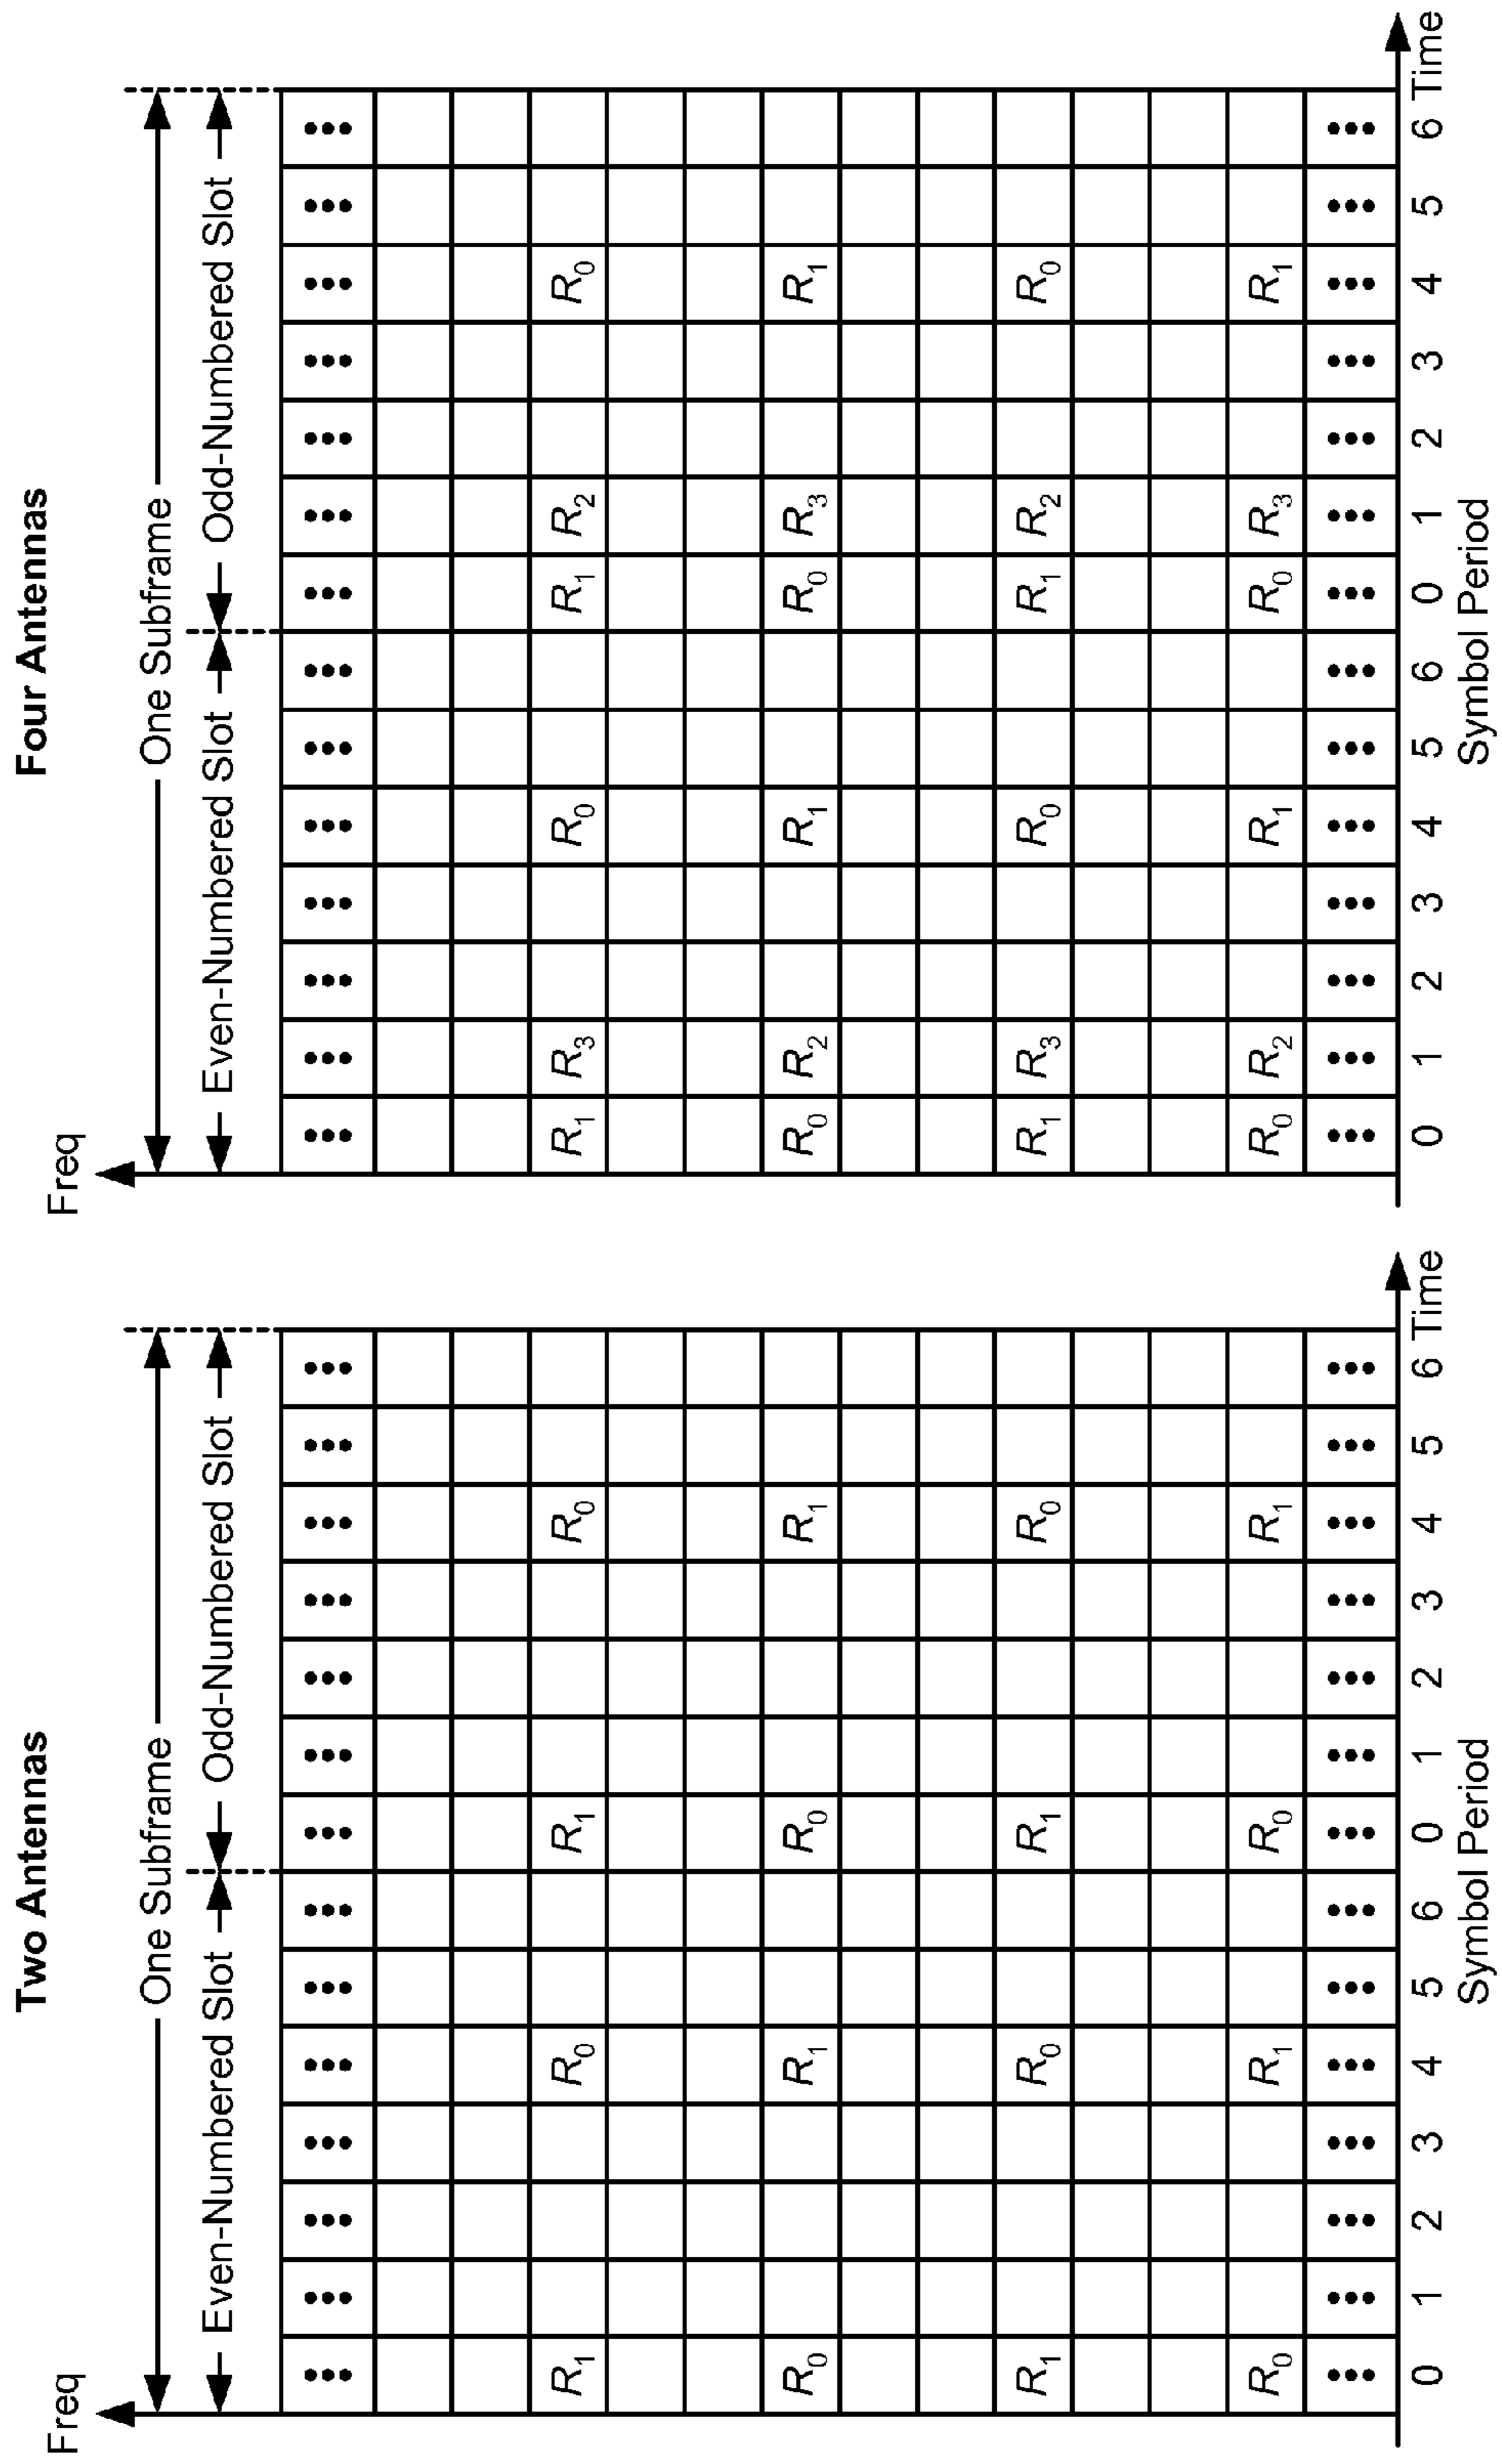 Two Antennas
Freq
One Subframe
Even-Numbered Slot Odd-Numbered Slot
R₁ R₀ R₁ R₀
R₀ R₁ R₀ R₁
R₁ R₀ R₁ R₀
R₀ R₁ R₀ R₁
0 1 2 3 4 5 6 0 1 2 3 4 5 6 Time
Symbol Period
Four Antennas
Freq
One Subframe
Even-Numbered Slot Odd-Numbered Slot
R₁ R₃ R₀ R₁ R₂ R₀
R₀ R₂ R₁ R₀ R₃ R₁
R₁ R₃ R₀ R₁ R₂ R₀
R₀ R₂ R₁ R₀ R₃ R₁
0 1 2 3 4 5 6 0 1 2 3 4 5 6 Time
Symbol Period